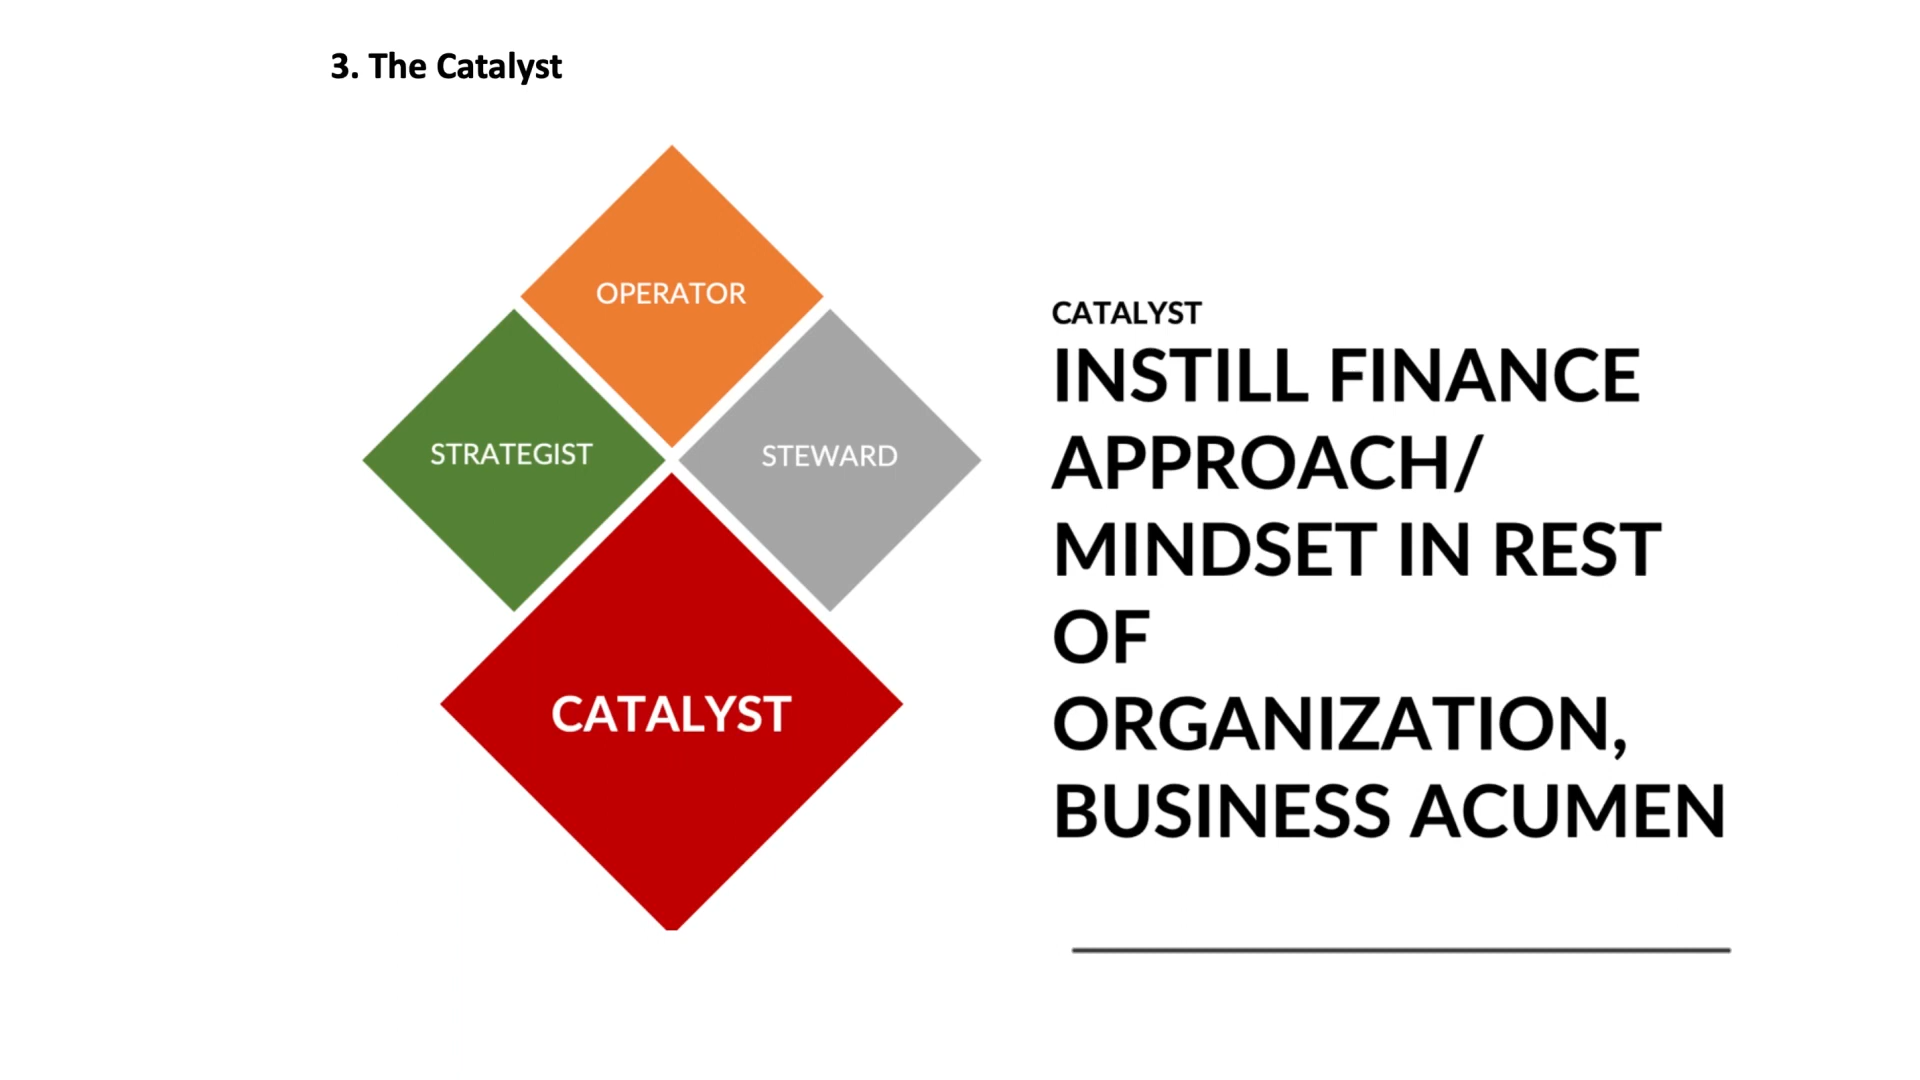 3. The Catalyst
OPERATOR
STRATEGIST
STEWARD
CATALYST
CATALYST
INSTILL FINANCE
APPROACH/
MINDSET IN REST
OF
ORGANIZATION,
BUSINESS ACUMEN